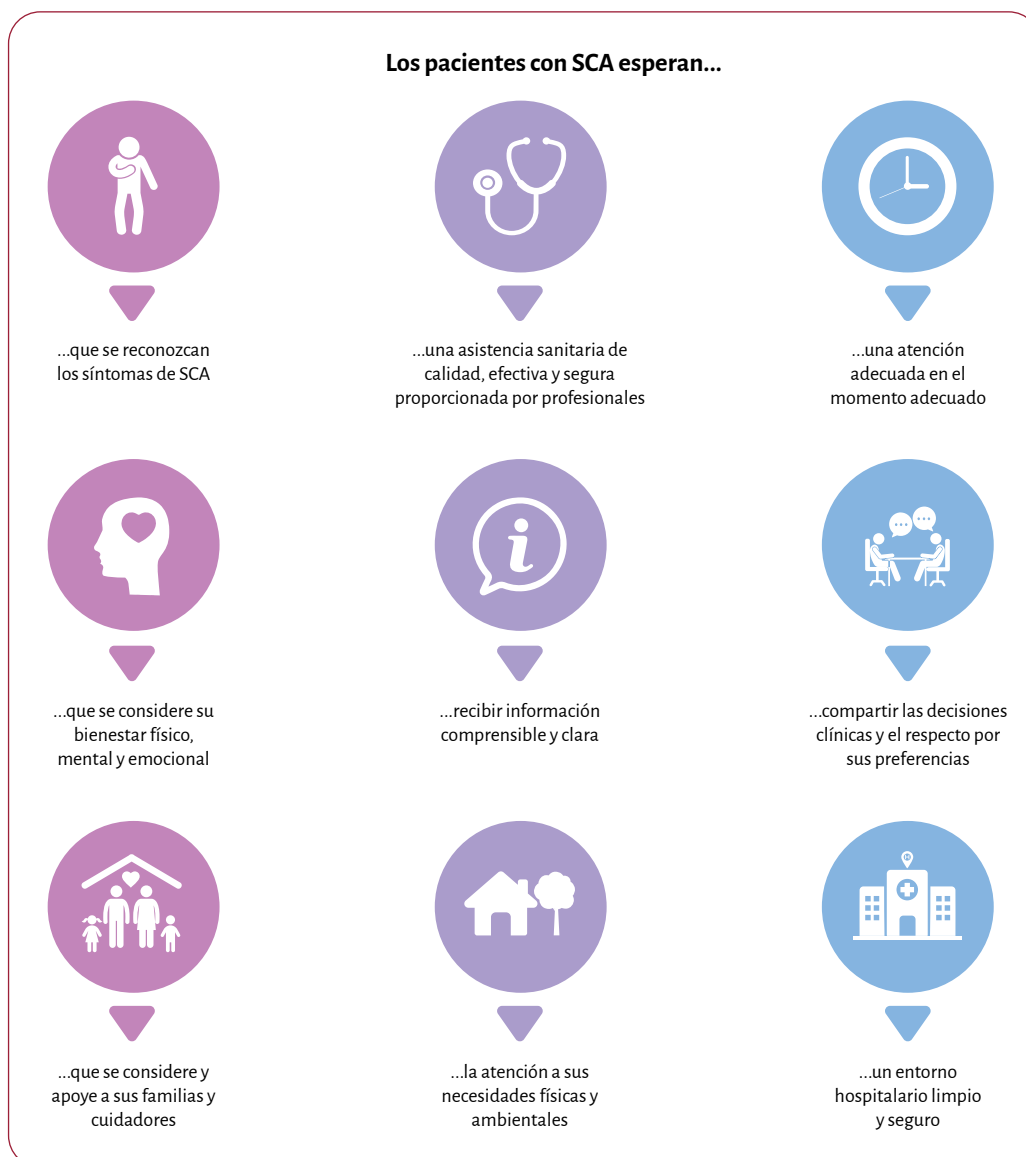 Los pacientes con SCA esperan...
...que se reconozcan
los síntomas de SCA
...una asistencia sanitaria de
calidad, efectiva y segura
proporcionada por profesionales
...una atención
adecuada en el
momento adecuado
...que se considere su
bienestar físico,
mental y emocional
...recibir información
comprensible y clara
...compartir las decisiones
clínicas y el respecto por
sus preferencias
...que se considere y
apoye a sus familias y
cuidadores
...la atención a sus
necesidades físicas y
ambientales
...un entorno
hospitalario limpio
y seguro